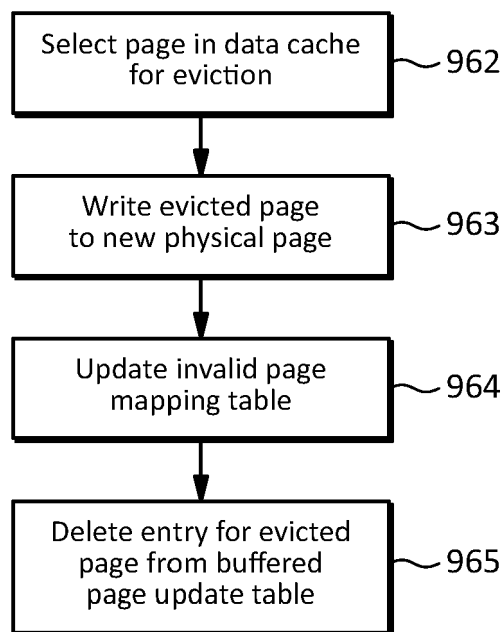 Select page in data cache
for eviction
962
Write evicted page
to new physical page
963
Update invalid page
mapping table
964
Delete entry for evicted
page from buffered
page update table
965